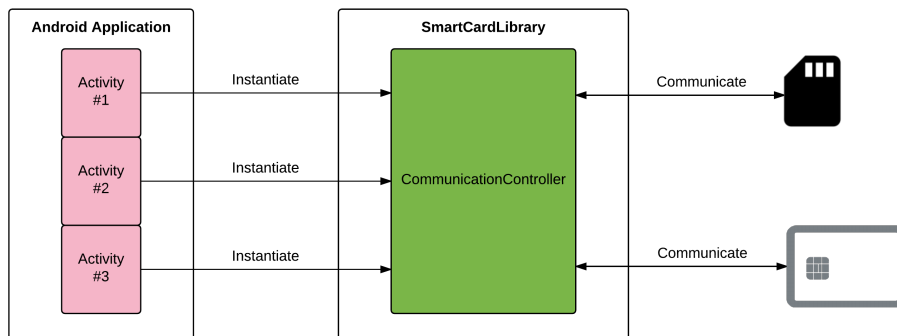 Android Application
SmartCardLibrary
Activity
#1
Instantiate
Communicate
Activity
#2
Instantiate
CommunicationController
Activity
#3
Instantiate
Communicate